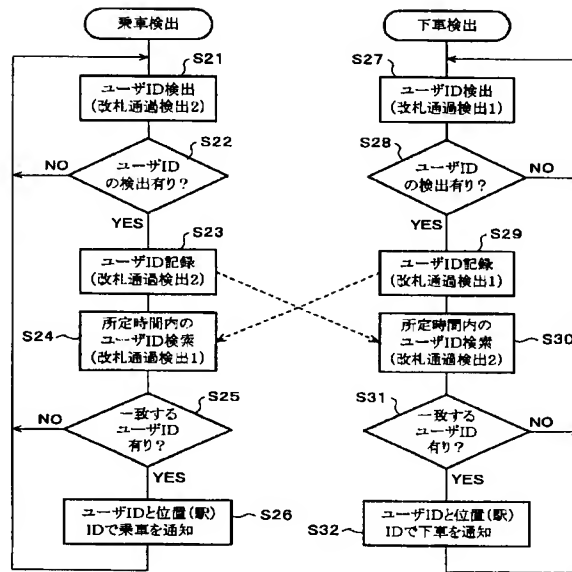 乗車検出
S21
ユーザID検出
(改札通過検出2)
S22
ユーザID
の検出有り?
NO
YES
S23
ユーザID記録
(改札通過検出2)
S24
所定時間内の
ユーザID検索
(改札通過検出1)
S25
一致する
ユーザID
有り?
NO
YES
ユーザIDと位置(駅)
IDで乗車を通知
S26
下車検出
S27
ユーザID検出
(改札通過検出1)
S28
ユーザID
の検出有り?
NO
YES
S29
ユーザID記録
(改札通過検出1)
所定時間内の
ユーザID検索
(改札通過検出2)
S30
S31
一致する
ユーザID
有り?
NO
YES
ユーザIDと位置(駅)
IDで下車を通知
S32